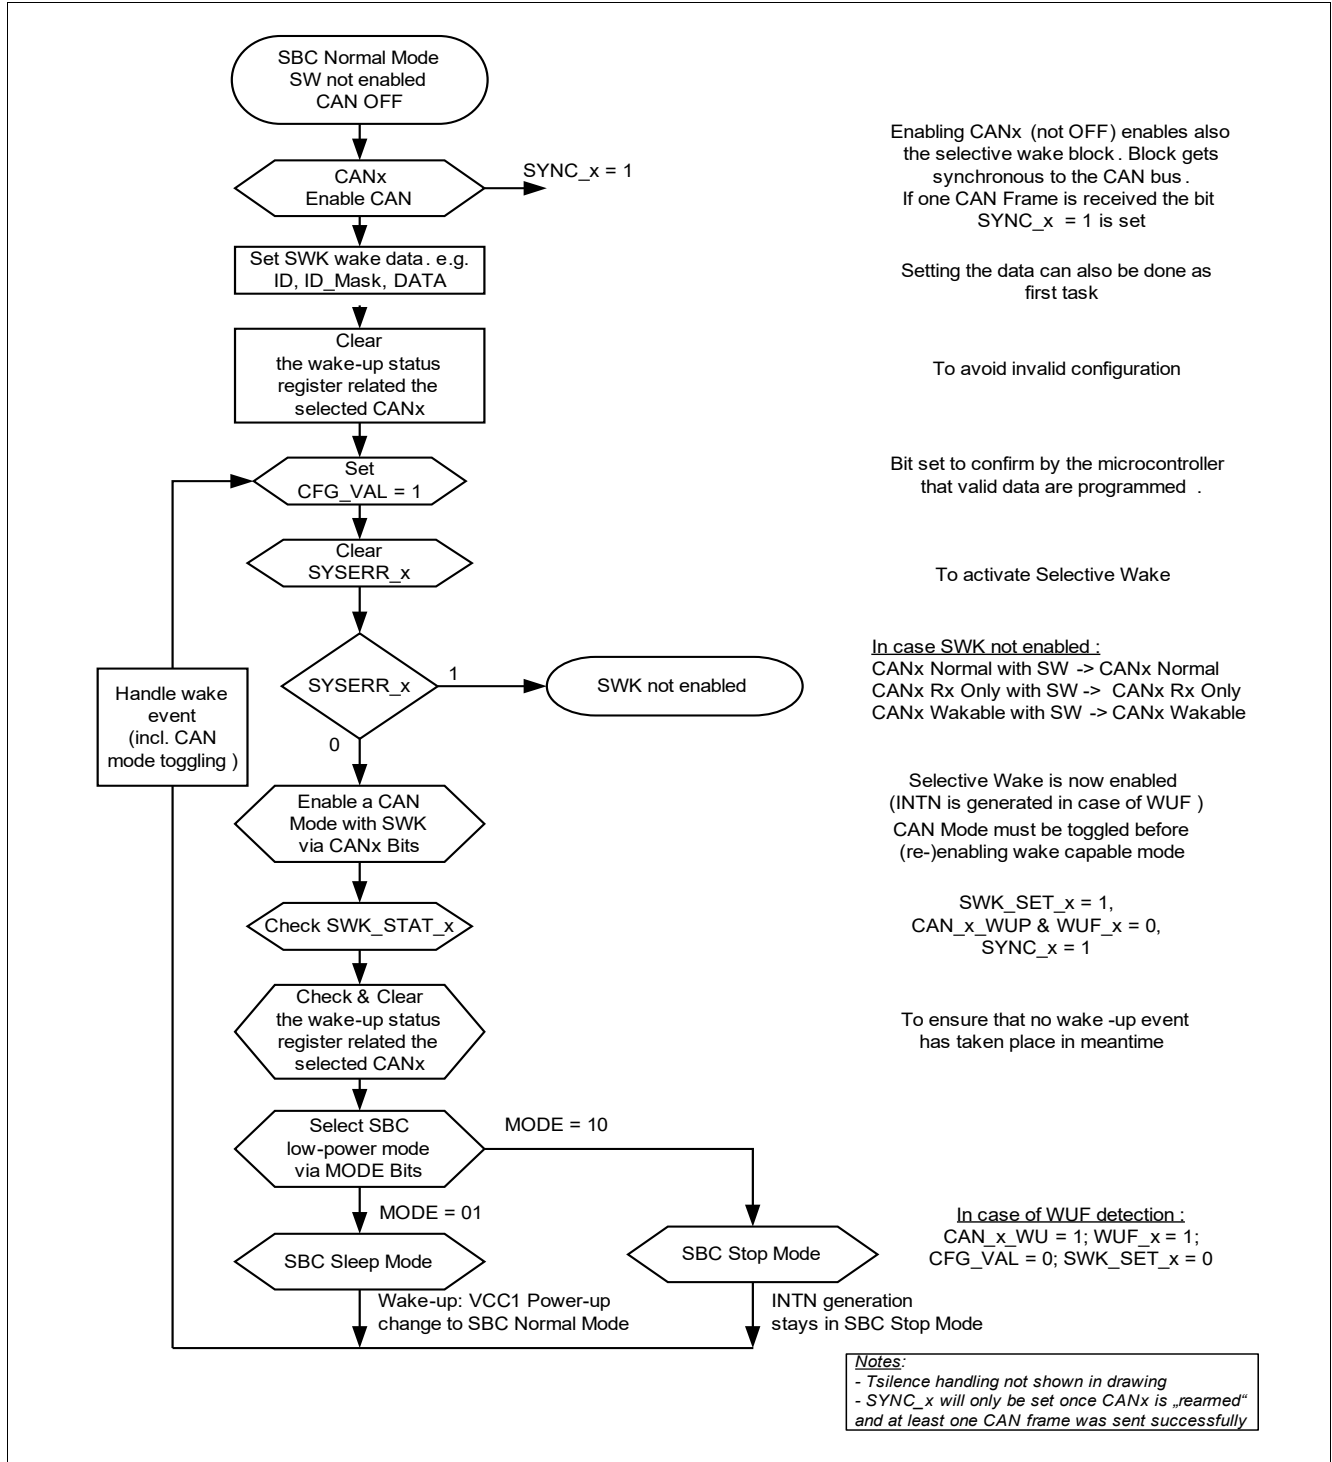 SBC Normal Mode
SW not enabled
CAN OFF
Enabling CANx (not OFF) enables also
the selective wake block. Block gets
synchronous to the CAN bus.
If one CAN Frame is received the bit
SYNC_x = 1 is set
CANx
Enable CAN
SYNC_x = 1
Set SWK wake data. e.g.
ID, ID_Mask, DATA
Setting the data can also be done as
first task
Clear
the wake-up status
register related the
selected CANx
To avoid invalid configuration
Set
CFG_VAL = 1
Bit set to confirm by the microcontroller
that valid data are programmed .
Clear
SYSERR_x
To activate Selective Wake
SYSERR_x
1
0
SWK not enabled
In case SWK not enabled :
CANx Normal with SW -> CANx Normal
CANx Rx Only with SW -> CANx Rx Only
CANx Wakable with SW -> CANx Wakable
Handle wake
event
(incl. CAN
mode toggling )
Enable a CAN
Mode with SWK
via CANx Bits
Selective Wake is now enabled
(INTN is generated in case of WUF )
CAN Mode must be toggled before
(re-)enabling wake capable mode
Check SWK_STAT_x
SWK_SET_x = 1,
CAN_x_WUP & WUF_x = 0,
SYNC_x = 1
Check & Clear
the wake-up status
register related the
selected CANx
To ensure that no wake -up event
has taken place in meantime
Select SBC
low-power mode
via MODE Bits
MODE = 10
MODE = 01
SBC Sleep Mode
SBC Stop Mode
In case of WUF detection :
CAN_x_WU = 1; WUF_x = 1;
CFG_VAL = 0; SWK_SET_x = 0
Wake-up: VCC1 Power-up
change to SBC Normal Mode
INTN generation
stays in SBC Stop Mode
Notes:
- Tsilence handling not shown in drawing
- SYNC_x will only be set once CANx is „rearmed“
and at least one CAN frame was sent successfully